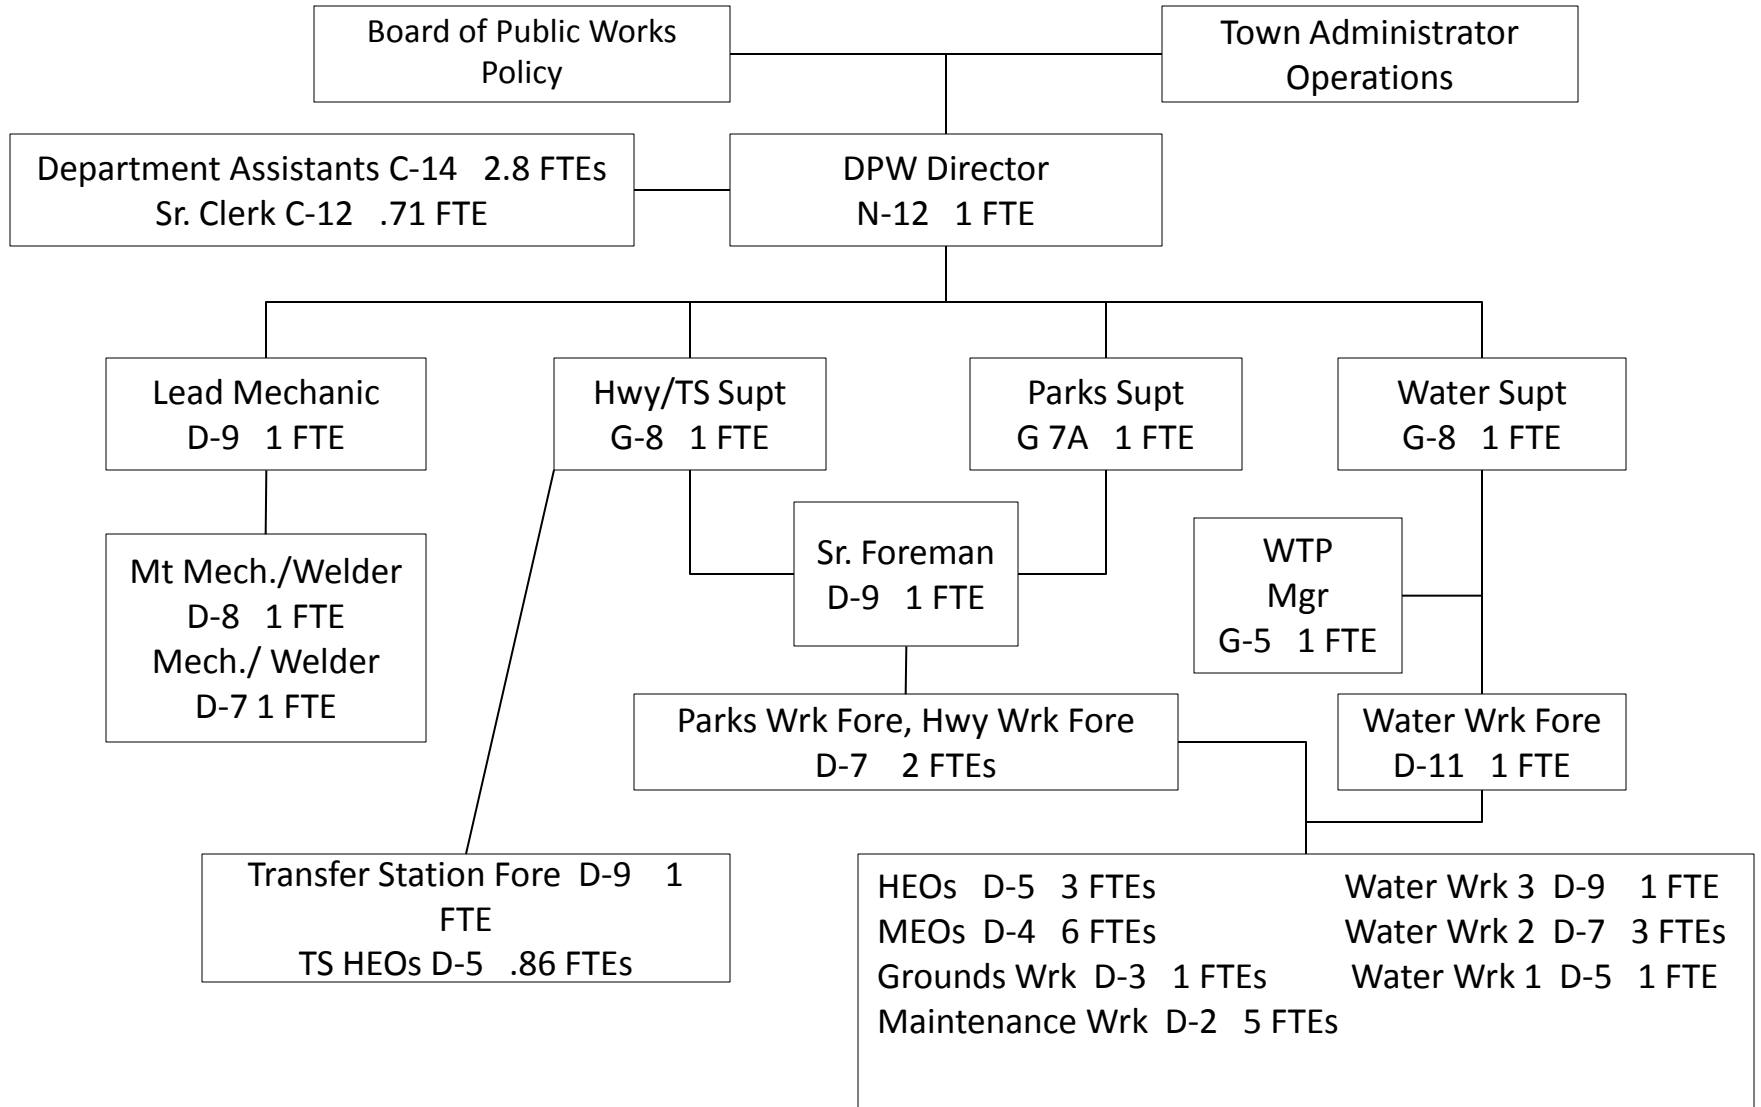 Board of Public Works
Policy
Town Administrator
Operations
Department Assistants C-14 2.8 FTEs
Sr. Clerk C-12 .71 FTE
DPW Director
N-12 1 FTE
Lead Mechanic
D-9 1 FTE
Hwy/TS Supt
G-8 1 FTE
Parks Supt
G 7A 1 FTE
Water Supt
G-8 1 FTE
Mt Mech./Welder
D-8 1 FTE
Mech./ Welder
D-7 1 FTE
Sr. Foreman
D-9 1 FTE
WTP
Mgr
G-5 1 FTE
Parks Wrk Fore, Hwy Wrk Fore
D-7 2 FTEs
Water Wrk Fore
D-11 1 FTE
Transfer Station Fore D-9 1
FTE
TS HEOs D-5 .86 FTEs
HEOs D-5 3 FTEs Water Wrk 3 D-9 1 FTE
MEOs D-4 6 FTEs Water Wrk 2 D-7 3 FTEs
Grounds Wrk D-3 1 FTEs Water Wrk 1 D-5 1 FTE
Maintenance Wrk D-2 5 FTEs